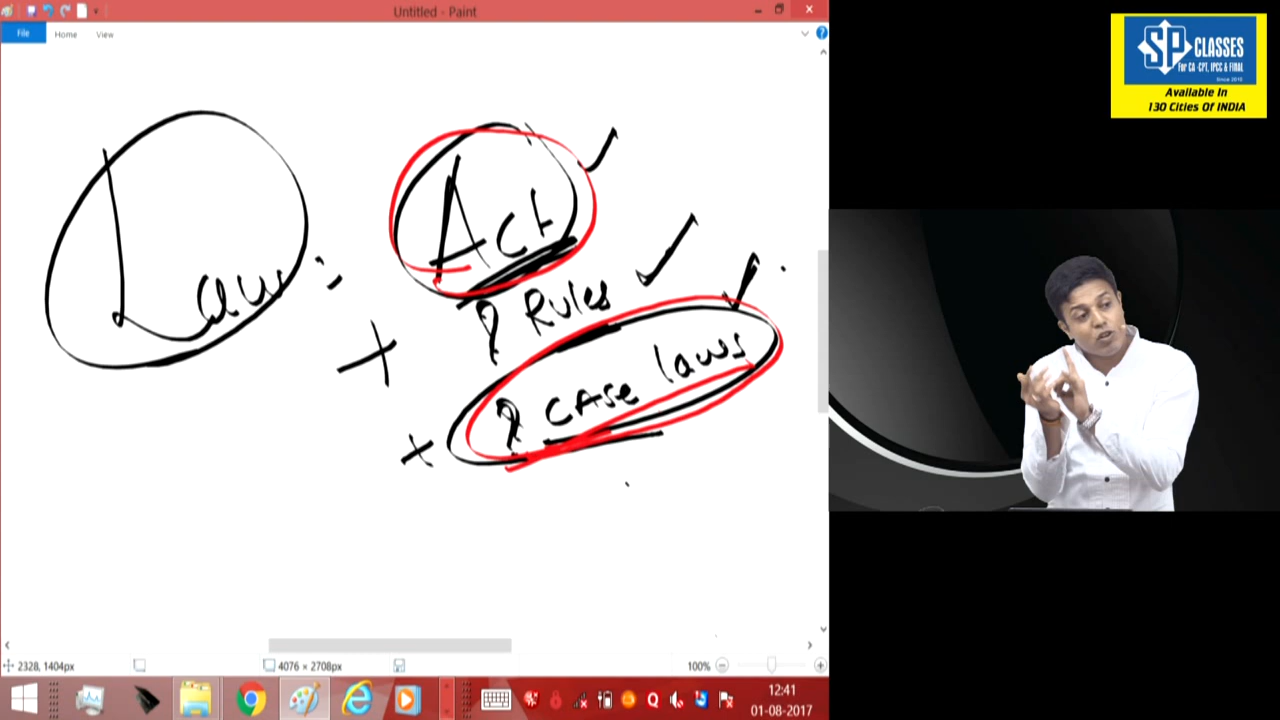 Untitled - Paint
File Home View
SP CLASSES
For CA -CPT, IPCC & FINAL
Since 2010
Available In
130 Cities Of INDIA
Law :- Act
+ & Rules
+ & CASE laws
2328, 1404px 4076 × 2708px 100%
12:41
01-08-2017